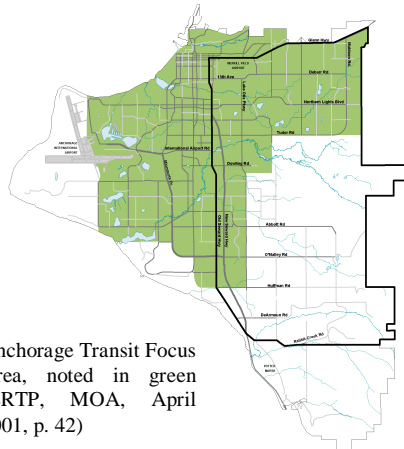 Glenn Hwy
MERRILL FIELD
AIRPORT
Muldoon Rd
15th Ave
Debarr Rd
Lake Otis Pkwy
Northern Lights Blvd
Tudor Rd
ANCHORAGE
INTERNATIONAL
AIRPORT
International Airport Rd
Minnesota Dr
Dowling Rd
Old Seward Hwy
New Seward Hwy
Abbott Rd
O'Malley Rd
Huffman Rd
DeArmoun Rd
Rabbit Creek Rd
POTTER
MARSH
nchorage Transit Focus
rea, noted in green
RTP, MOA, April
001, p. 42)